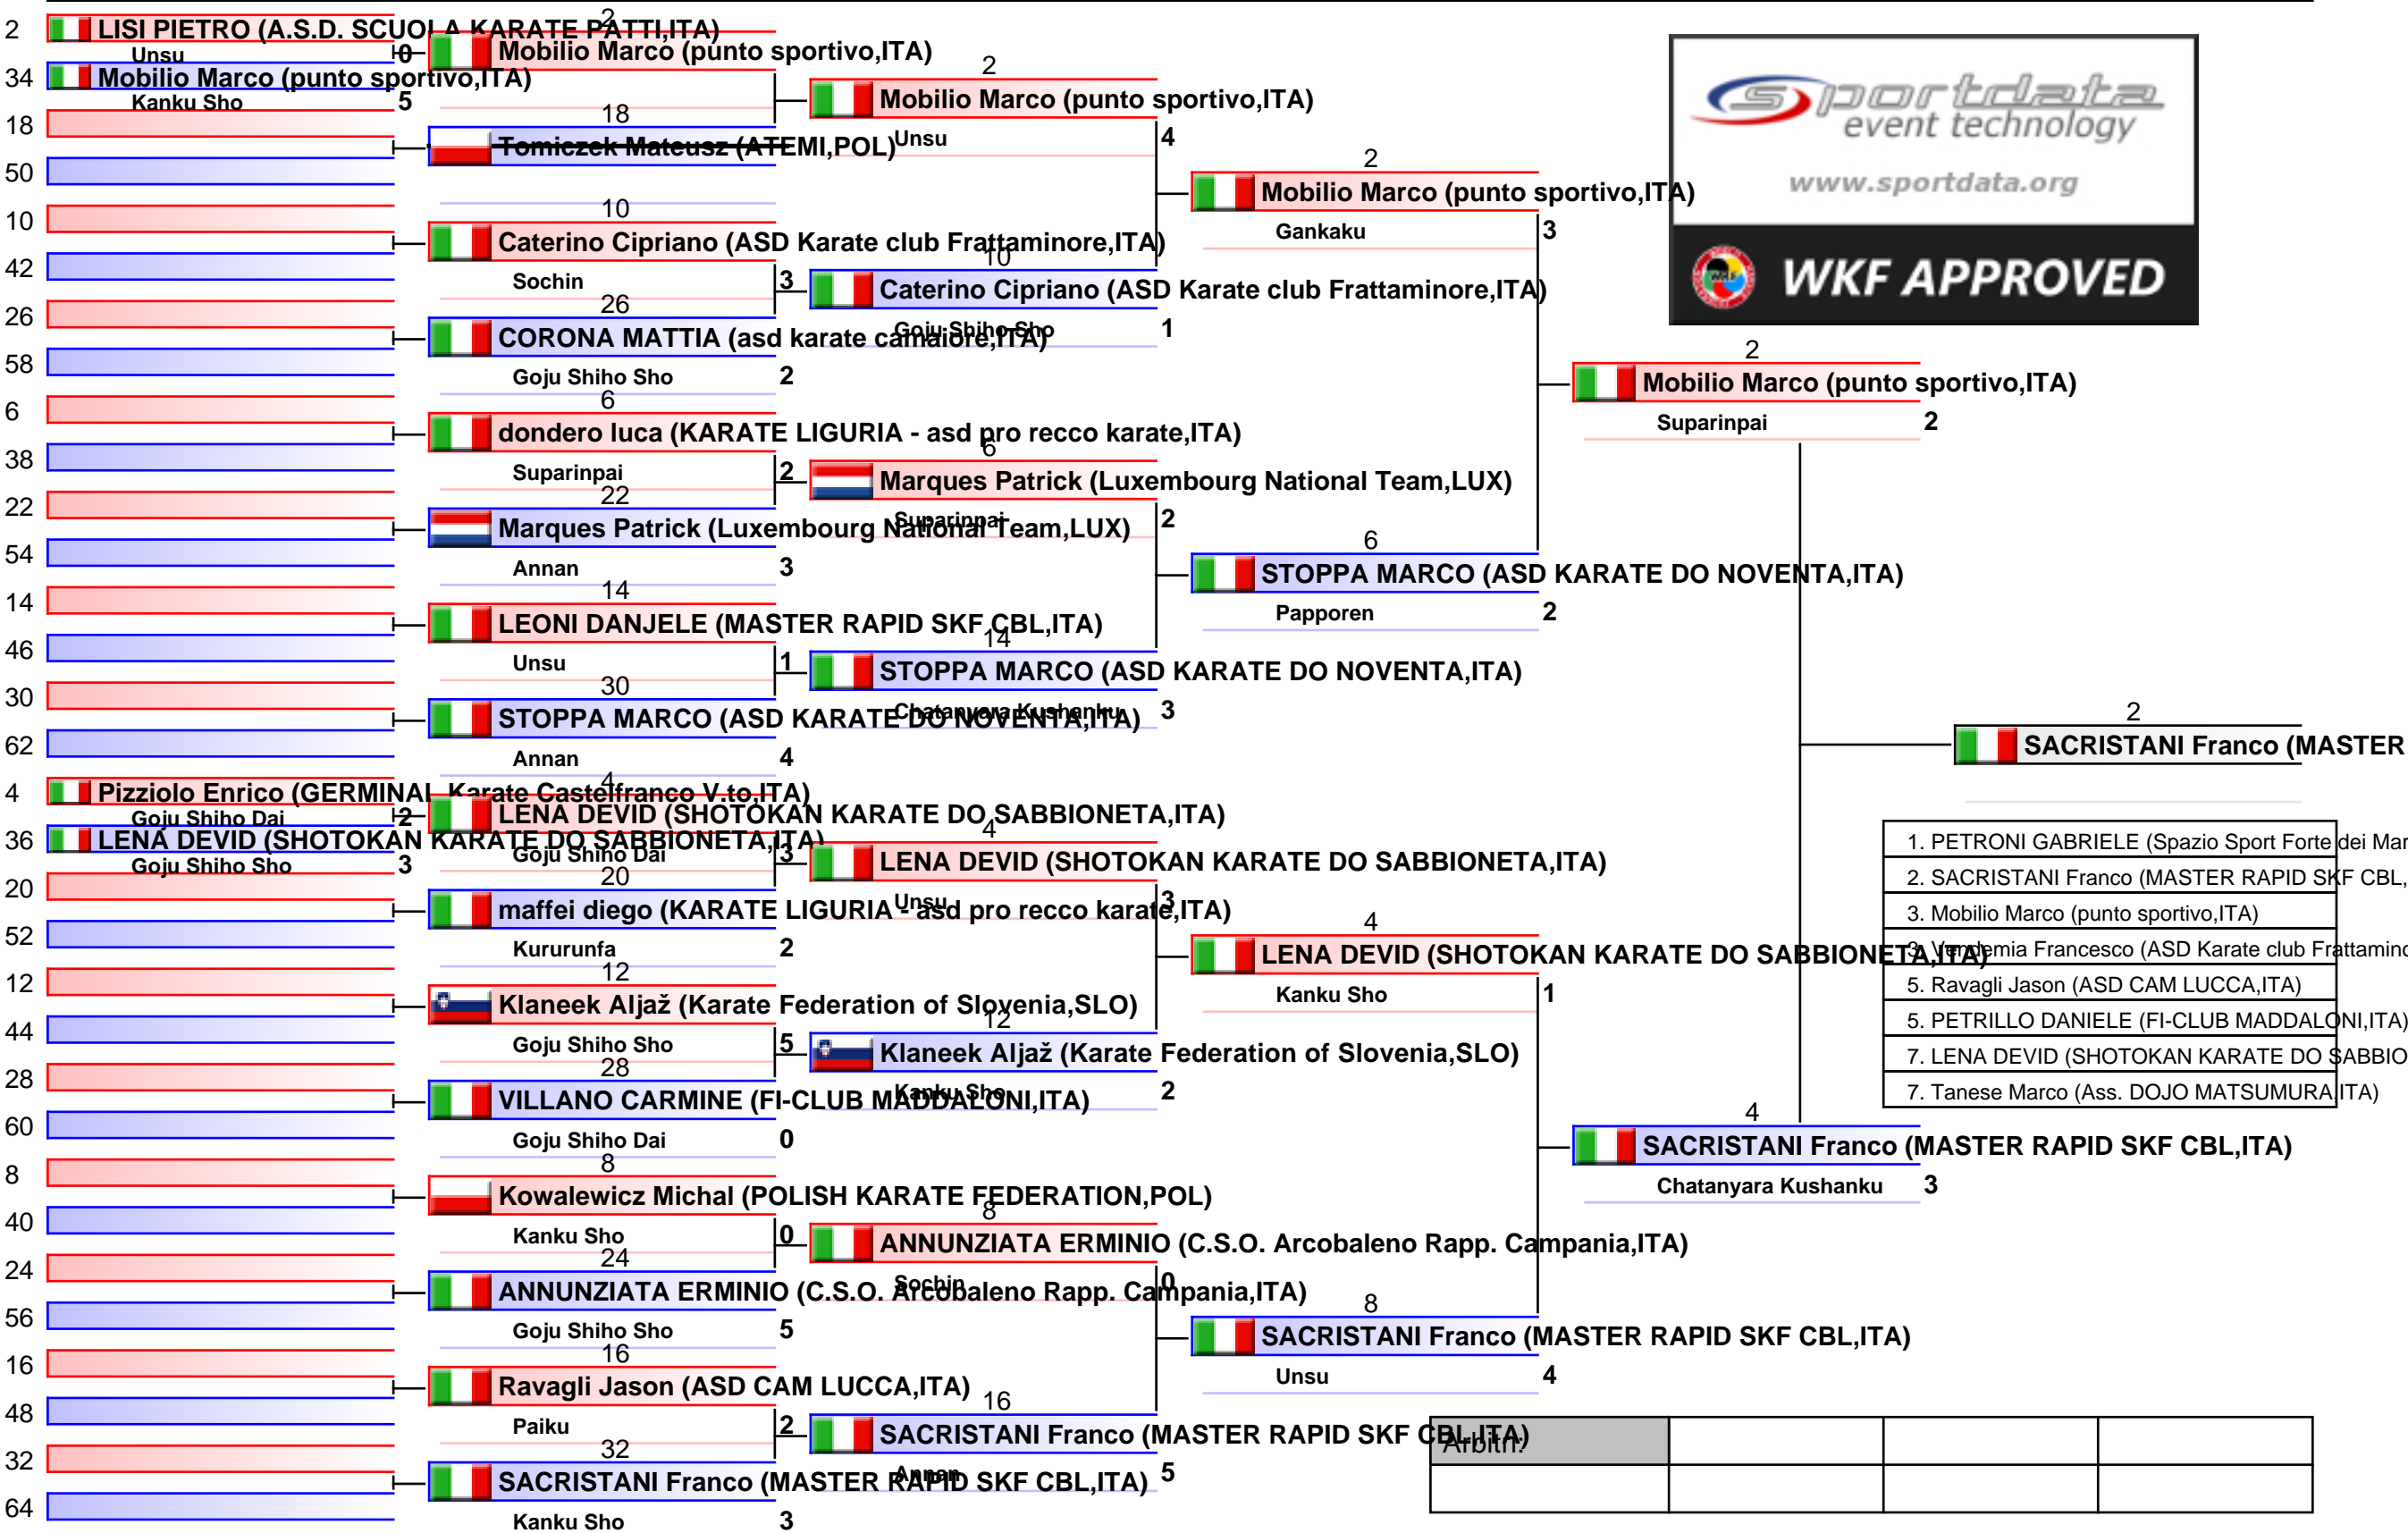 2
LISI PIETRO (A.S.D. SCUOLA KARATE PATTI,ITA)
Unsu
0
34
Mobilio Marco (punto sportivo,ITA)
Kanku Sho
5
18
50
10
42
26
58
6
38
22
54
14
46
30
62
4
Pizziolo Enrico (GERMINAL Karate Castelfranco V.to,ITA)
Goju Shiho Dai
2
36
LENA DEVID (SHOTOKAN KARATE DO SABBIONETA,ITA)
Goju Shiho Sho
3
20
52
12
44
28
60
8
40
24
56
16
48
32
64
2
Mobilio Marco (punto sportivo,ITA)
18
Tomiczek Mateusz (ATEMI,POL)
10
Caterino Cipriano (ASD Karate club Frattaminore,ITA)
Sochin
3
26
CORONA MATTIA (asd karate camaiore,ITA)
Goju Shiho Sho
2
6
dondero luca (KARATE LIGURIA - asd pro recco karate,ITA)
Suparinpai
2
22
Marques Patrick (Luxembourg National Team,LUX)
Annan
3
14
LEONI DANJELE (MASTER RAPID SKF CBL,ITA)
Unsu
1
30
STOPPA MARCO (ASD KARATE DO NOVENTA,ITA)
Annan
4
4
LENA DEVID (SHOTOKAN KARATE DO SABBIONETA,ITA)
Goju Shiho Dai
3
20
maffei diego (KARATE LIGURIA - asd pro recco karate,ITA)
Kururunfa
2
12
Klaneek Aljaž (Karate Federation of Slovenia,SLO)
Goju Shiho Sho
5
28
VILLANO CARMINE (FI-CLUB MADDALONI,ITA)
Goju Shiho Dai
0
8
Kowalewicz Michal (POLISH KARATE FEDERATION,POL)
Kanku Sho
0
24
ANNUNZIATA ERMINIO (C.S.O. Arcobaleno Rapp. Campania,ITA)
Goju Shiho Sho
5
16
Ravagli Jason (ASD CAM LUCCA,ITA)
Paiku
2
32
SACRISTANI Franco (MASTER RAPID SKF CBL,ITA)
Kanku Sho
3
2
Mobilio Marco (punto sportivo,ITA)
Unsu
4
10
Caterino Cipriano (ASD Karate club Frattaminore,ITA)
Goju Shiho Sho
1
6
Marques Patrick (Luxembourg National Team,LUX)
Suparinpai
2
14
STOPPA MARCO (ASD KARATE DO NOVENTA,ITA)
Chatanyara Kushanku
3
4
LENA DEVID (SHOTOKAN KARATE DO SABBIONETA,ITA)
Unsu
3
12
Klaneek Aljaž (Karate Federation of Slovenia,SLO)
Kanku Sho
2
8
ANNUNZIATA ERMINIO (C.S.O. Arcobaleno Rapp. Campania,ITA)
Sochin
0
16
SACRISTANI Franco (MASTER RAPID SKF CBL,ITA)
Annan
5
2
Mobilio Marco (punto sportivo,ITA)
Gankaku
3
6
STOPPA MARCO (ASD KARATE DO NOVENTA,ITA)
Papporen
2
4
LENA DEVID (SHOTOKAN KARATE DO SABBIONETA,ITA)
Kanku Sho
1
8
SACRISTANI Franco (MASTER RAPID SKF CBL,ITA)
Unsu
4
2
Mobilio Marco (punto sportivo,ITA)
Suparinpai
2
4
SACRISTANI Franco (MASTER RAPID SKF CBL,ITA)
Chatanyara Kushanku
3
2
SACRISTANI Franco (MASTER
sportdata
event technology
www.sportdata.org
WKF
WKF APPROVED
1. PETRONI GABRIELE (Spazio Sport Forte dei Mar
2. SACRISTANI Franco (MASTER RAPID SKF CBL,
3. Mobilio Marco (punto sportivo,ITA)
3. Vendemia Francesco (ASD Karate club Frattamino
5. Ravagli Jason (ASD CAM LUCCA,ITA)
5. PETRILLO DANIELE (FI-CLUB MADDALONI,ITA)
7. LENA DEVID (SHOTOKAN KARATE DO SABBIO
7. Tanese Marco (Ass. DOJO MATSUMURA,ITA)
Arbitri: